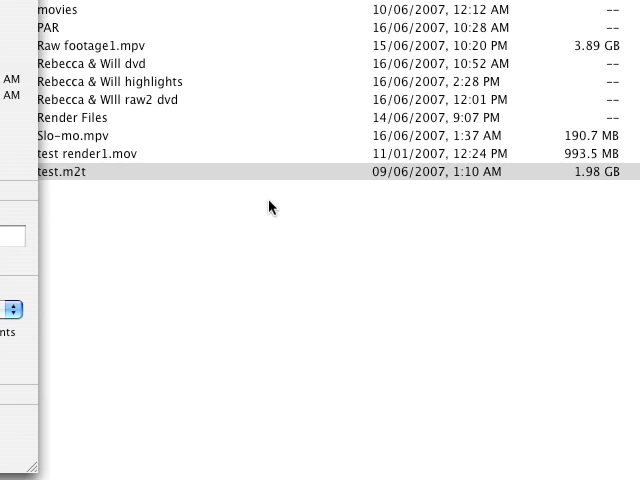 movies 10/06/2007, 12:12 AM --
PAR 16/06/2007, 10:28 AM --
Raw footage1.mpv 15/06/2007, 10:20 PM 3.89 GB
Rebecca & Will dvd 16/06/2007, 10:52 AM --
AM
Rebecca & Will highlights 16/06/2007, 2:28 PM --
AM
Rebecca & WIll raw2 dvd 16/06/2007, 12:01 PM --
Render Files 14/06/2007, 9:07 PM --
Slo-mo.mpv 16/06/2007, 1:37 AM 190.7 MB
test render1.mov 11/01/2007, 12:24 PM 993.5 MB
test.m2t 09/06/2007, 1:10 AM 1.98 GB
nts